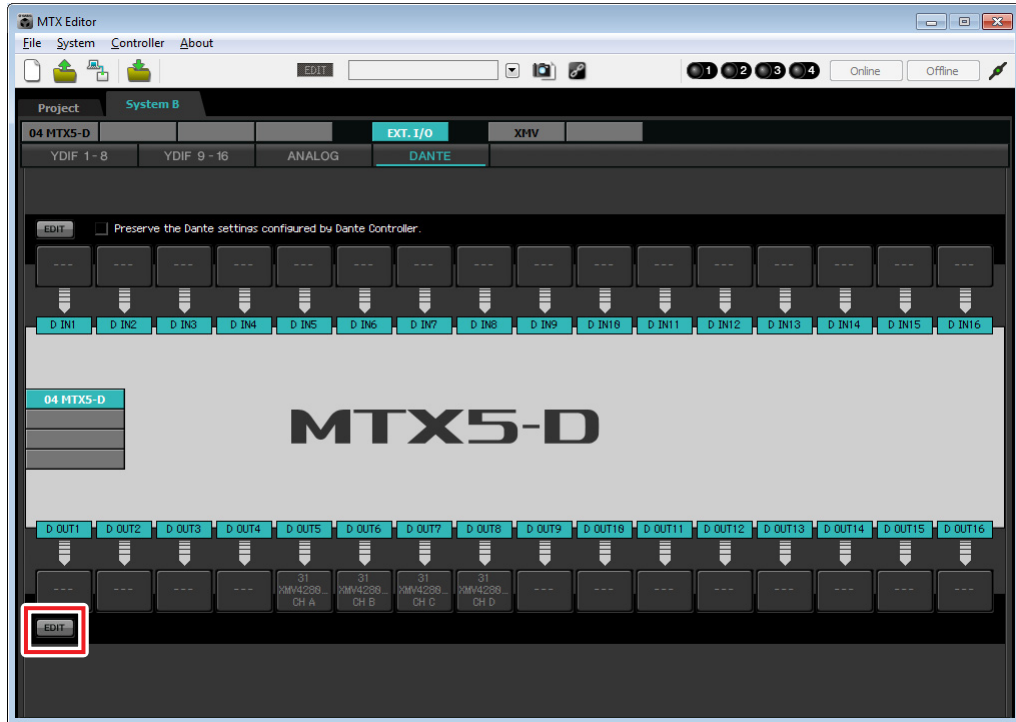 MTX Editor
File System Controller About
EDIT 1 2 3 4 Online Offline
Project System B
04 MTX5-D EXT. I/O XMV
YDIF 1 - 8 YDIF 9 - 16 ANALOG DANTE
EDIT Preserve the Dante settings configured by Dante Controller.
--- --- --- --- --- --- --- --- --- --- --- --- --- --- --- ---
D IN1 D IN2 D IN3 D IN4 D IN5 D IN6 D IN7 D IN8 D IN9 D IN10 D IN11 D IN12 D IN13 D IN14 D IN15 D IN16
04 MTX5-D
MTX5-D
D OUT1 D OUT2 D OUT3 D OUT4 D OUT5 D OUT6 D OUT7 D OUT8 D OUT9 D OUT10 D OUT11 D OUT12 D OUT13 D OUT14 D OUT15 D OUT16
31 31 31 31
--- --- --- --- XMV4280_ XMV4280_ XMV4280_ XMV4280_ --- --- --- --- --- --- --- ---
CH A CH B CH C CH D
EDIT